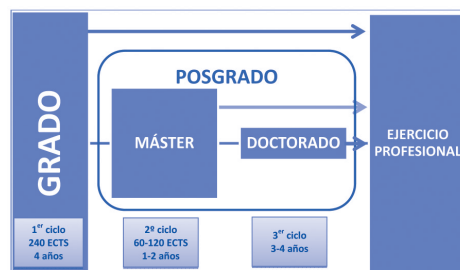 GRADO
POSGRADO
MÁSTER
DOCTORADO
EJERCICIO
PROFESIONAL
1er ciclo
240 ECTS
4 años
2º ciclo
60-120 ECTS
1-2 años
3er ciclo
3-4 años